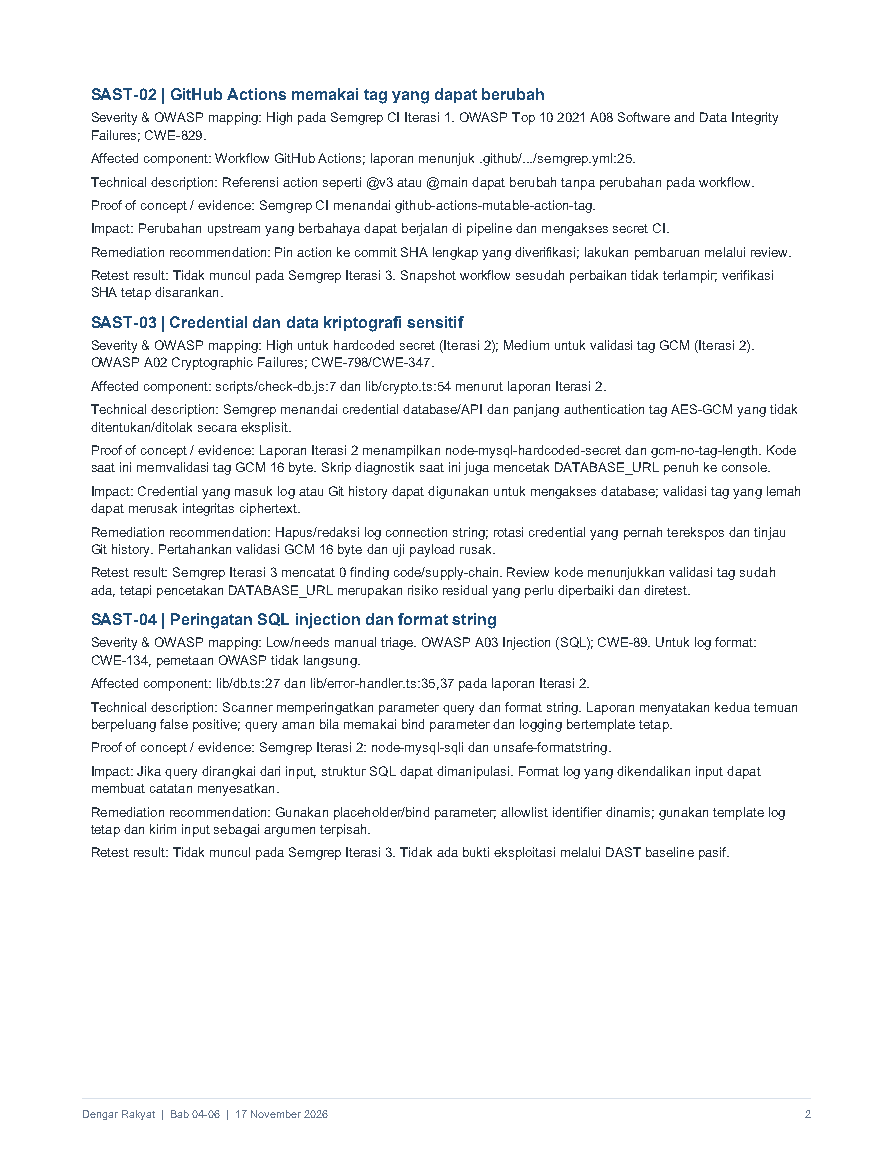 SAST-02 | GitHub Actions memakai tag yang dapat berubah
Severity & OWASP mapping: High pada Semgrep CI Iterasi 1. OWASP Top 10 2021 A08 Software and Data Integrity
Failures; CWE-829.
Affected component: Workflow GitHub Actions; laporan menunjuk .github/.../semgrep.yml:25.
Technical description: Referensi action seperti @v3 atau @main dapat berubah tanpa perubahan pada workflow.
Proof of concept / evidence: Semgrep CI menandai github-actions-mutable-action-tag.
Impact: Perubahan upstream yang berbahaya dapat berjalan di pipeline dan mengakses secret CI.
Remediation recommendation: Pin action ke commit SHA lengkap yang diverifikasi; lakukan pembaruan melalui review.
Retest result: Tidak muncul pada Semgrep Iterasi 3. Snapshot workflow sesudah perbaikan tidak terlampir; verifikasi
SHA tetap disarankan.
SAST-03 | Credential dan data kriptografi sensitif
Severity & OWASP mapping: High untuk hardcoded secret (Iterasi 2); Medium untuk validasi tag GCM (Iterasi 2).
OWASP A02 Cryptographic Failures; CWE-798/CWE-347.
Affected component: scripts/check-db.js:7 dan lib/crypto.ts:54 menurut laporan Iterasi 2.
Technical description: Semgrep menandai credential database/API dan panjang authentication tag AES-GCM yang tidak
ditentukan/ditolak secara eksplisit.
Proof of concept / evidence: Laporan Iterasi 2 menampilkan node-mysql-hardcoded-secret dan gcm-no-tag-length. Kode
saat ini memvalidasi tag GCM 16 byte. Skrip diagnostik saat ini juga mencetak DATABASE_URL penuh ke console.
Impact: Credential yang masuk log atau Git history dapat digunakan untuk mengakses database; validasi tag yang lemah
dapat merusak integritas ciphertext.
Remediation recommendation: Hapus/redaksi log connection string; rotasi credential yang pernah terekspos dan tinjau
Git history. Pertahankan validasi GCM 16 byte dan uji payload rusak.
Retest result: Semgrep Iterasi 3 mencatat 0 finding code/supply-chain. Review kode menunjukkan validasi tag sudah
ada, tetapi pencetakan DATABASE_URL merupakan risiko residual yang perlu diperbaiki dan diretest.
SAST-04 | Peringatan SQL injection dan format string
Severity & OWASP mapping: Low/needs manual triage. OWASP A03 Injection (SQL); CWE-89. Untuk log format:
CWE-134, pemetaan OWASP tidak langsung.
Affected component: lib/db.ts:27 dan lib/error-handler.ts:35,37 pada laporan Iterasi 2.
Technical description: Scanner memperingatkan parameter query dan format string. Laporan menyatakan kedua temuan
berpeluang false positive; query aman bila memakai bind parameter dan logging bertemplate tetap.
Proof of concept / evidence: Semgrep Iterasi 2: node-mysql-sqli dan unsafe-formatstring.
Impact: Jika query dirangkai dari input, struktur SQL dapat dimanipulasi. Format log yang dikendalikan input dapat
membuat catatan menyesatkan.
Remediation recommendation: Gunakan placeholder/bind parameter; allowlist identifier dinamis; gunakan template log
tetap dan kirim input sebagai argumen terpisah.
Retest result: Tidak muncul pada Semgrep Iterasi 3. Tidak ada bukti eksploitasi melalui DAST baseline pasif.
Dengar Rakyat | Bab 04-06 | 17 November 2026
2